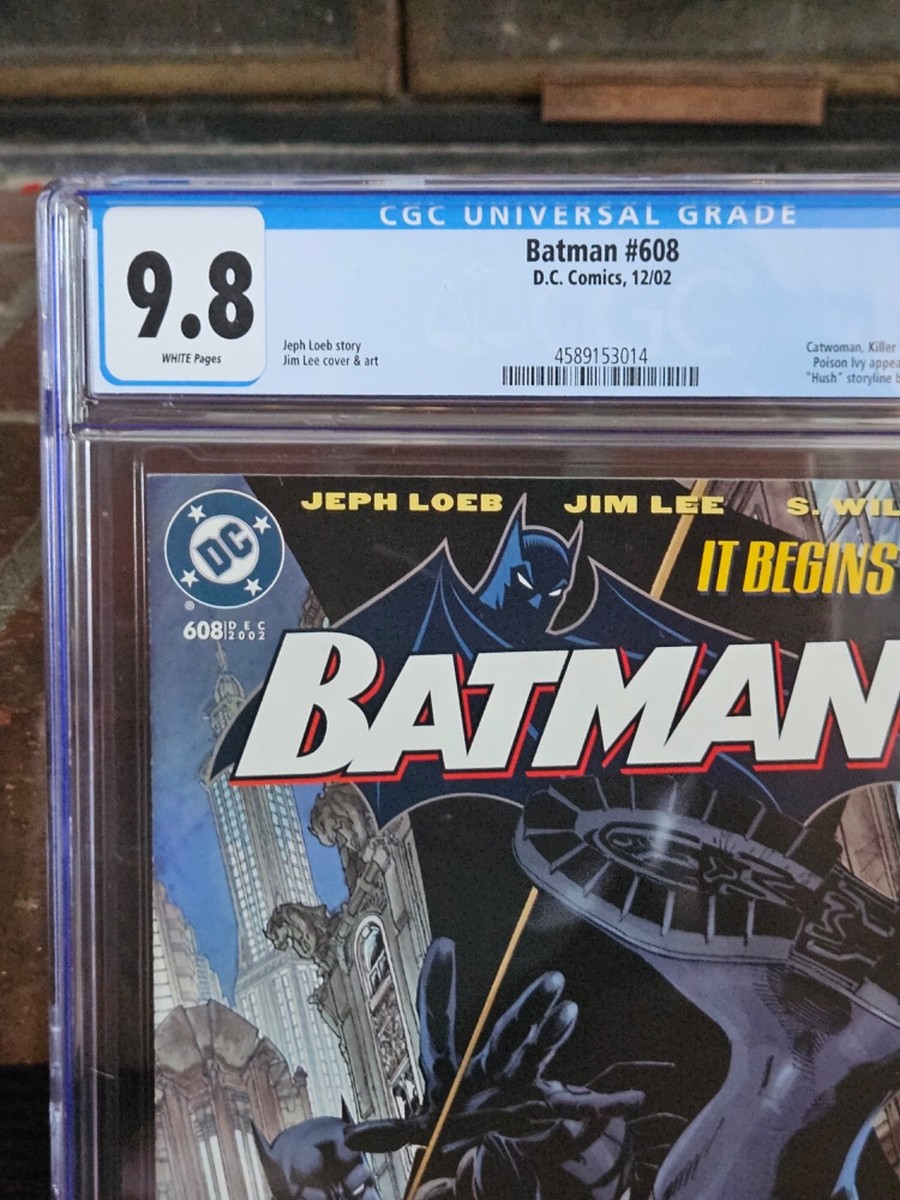 CGC UNIVERSAL GRADE
Batman #608
D.C. Comics, 12/02
9.8
WHITE Pages
Jeph Loeb story
Jim Lee cover & art
4589153014
Catwoman, Killer
Poison Ivy appea
"Hush" storyline b
JEPH LOEB JIM LEE S. WIL
IT BEGINS
DC
®
608 DEC 2002
BATMAN